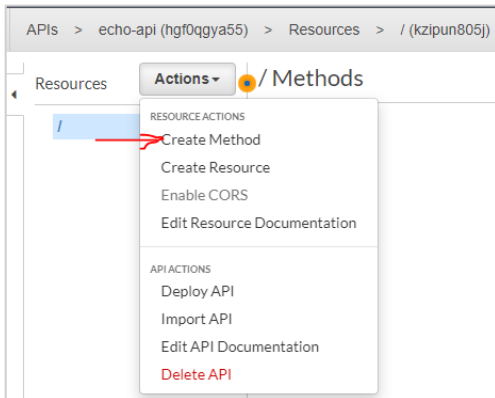 APIs > echo-api (hgf0qgya55) > Resources > / (kzipun805j)
Resources Actions / Methods
/
RESOURCE ACTIONS
Create Method
Create Resource
Enable CORS
Edit Resource Documentation
API ACTIONS
Deploy API
Import API
Edit API Documentation
Delete API